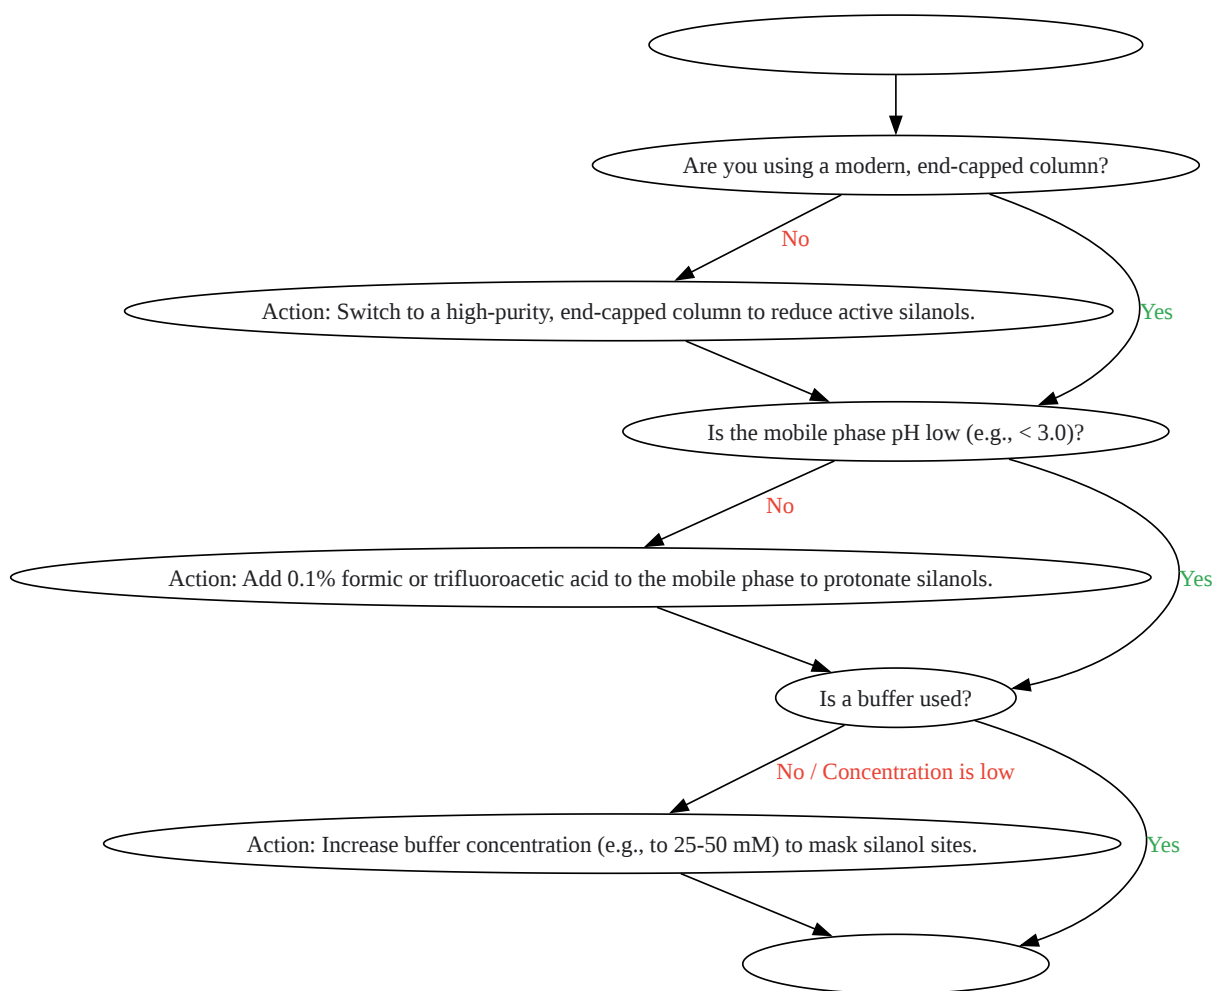 Are you using a modern, end-capped column?
No
Action: Switch to a high-purity, end-capped column to reduce active silanols.
Yes
Is the mobile phase pH low (e.g., < 3.0)?
No
Action: Add 0.1% formic or trifluoroacetic acid to the mobile phase to protonate silanols.
Yes
Is a buffer used?
No / Concentration is low
Action: Increase buffer concentration (e.g., to 25-50 mM) to mask silanol sites.
Yes